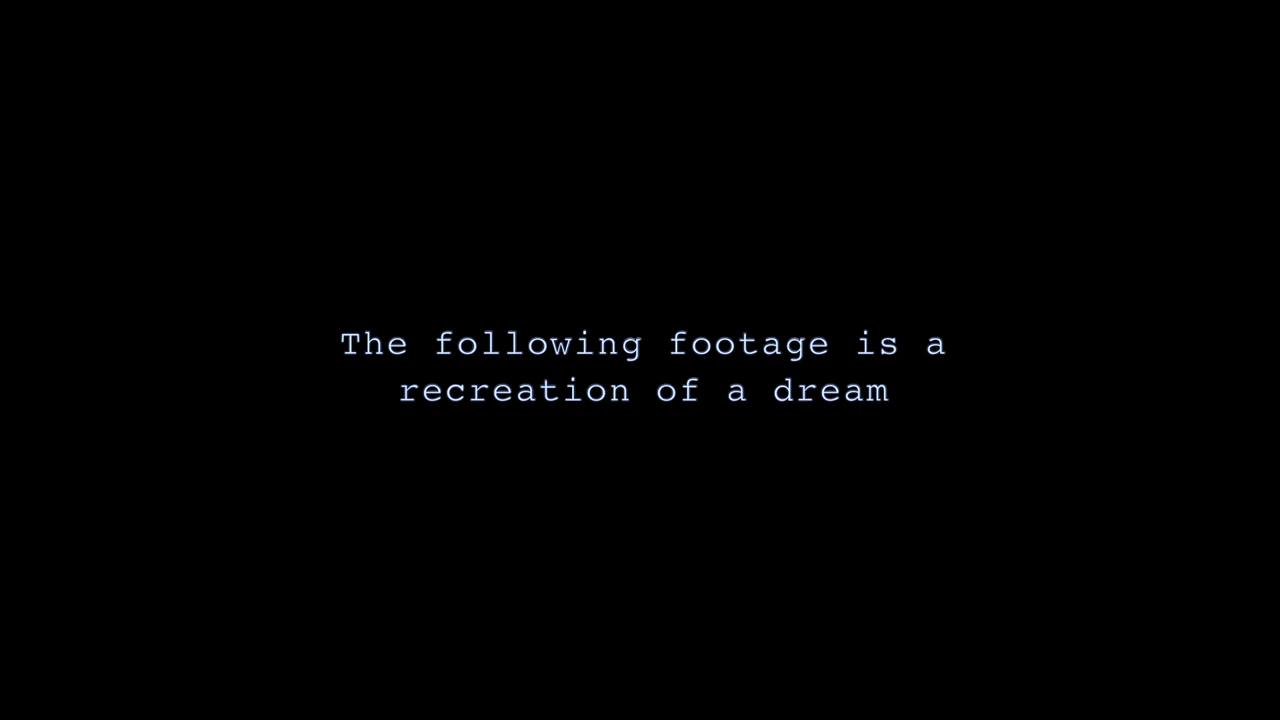 The following footage is a
recreation of a dream